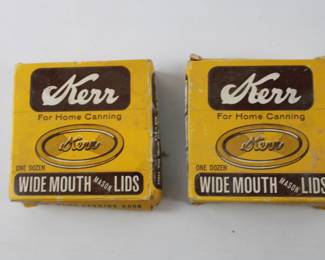 Kerr
For Home Canning
Kerr
ONE DOZEN
WIDE MOUTH MASON LIDS
Kerr
For Home Canning
Kerr
ONE DOZEN
WIDE MOUTH MASON LIDS